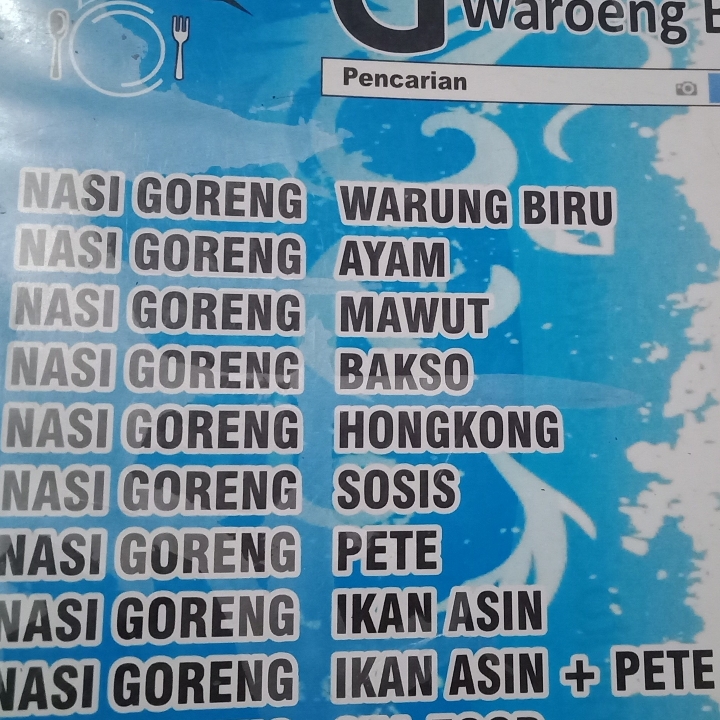 G Waroeng
Pencarian
NASI GORENG WARUNG BIRU
NASI GORENG AYAM
NASI GORENG MAWUT
NASI GORENG BAKSO
NASI GORENG HONGKONG
NASI GORENG SOSIS
NASI GORENG PETE
NASI GORENG IKAN ASIN
NASI GORENG IKAN ASIN + PETE